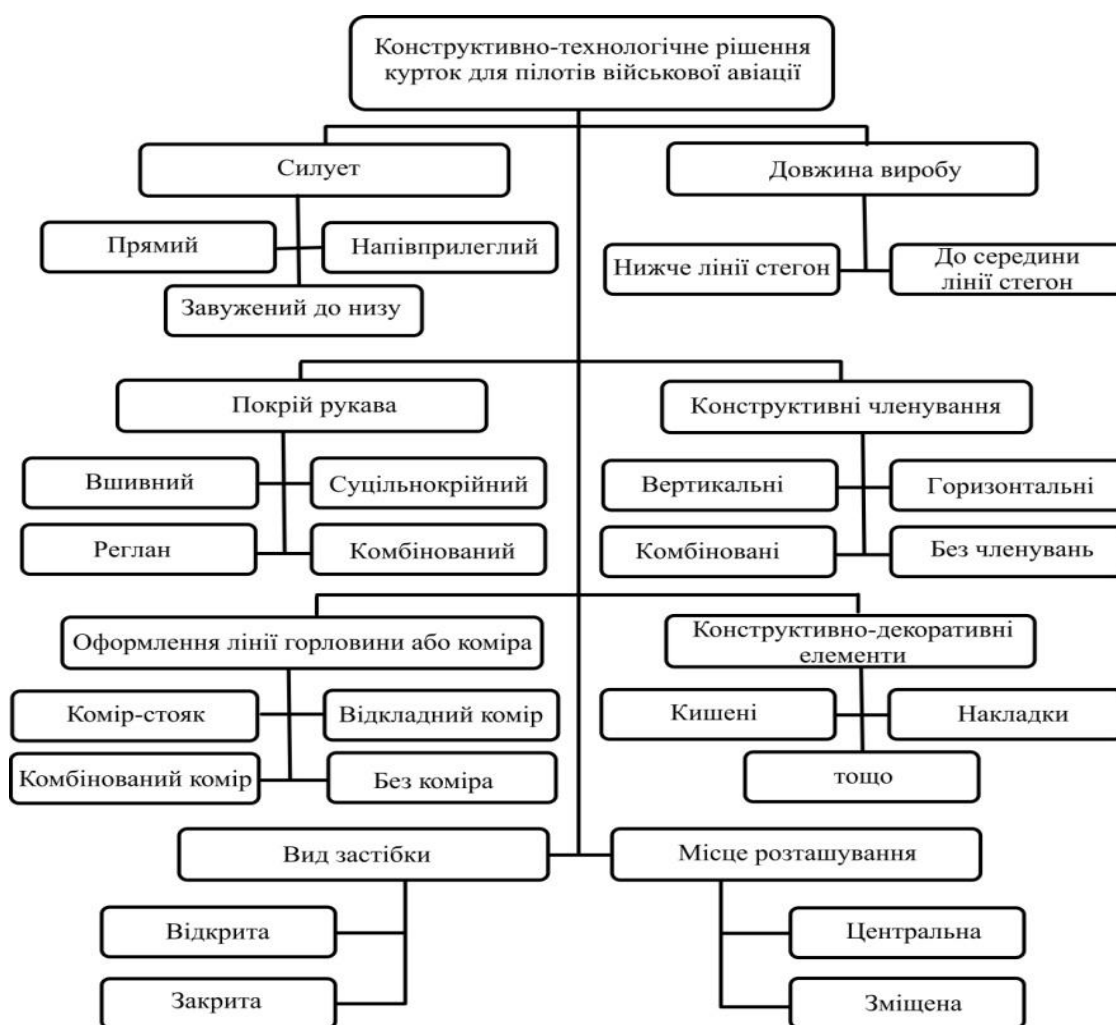 Конструктивно-технологічне рішення
курток для пілотів військової авіації
Силует
Довжина виробу
Прямий
Напівприлеглий
Завужений до низу
Нижче лінії стегон
До середини
лінії стегон
Покрій рукава
Конструктивні членування
Вшивний
Суцільнокрійний
Реглан
Комбінований
Вертикальні
Горизонтальні
Комбіновані
Без членувань
Оформлення лінії горловини або коміра
Конструктивно-декоративні
елементи
Комір-стояк
Відкладний комір
Комбінований комір
Без коміра
Кишені
Накладки
тощо
Вид застібки
Місце розташування
Відкрита
Закрита
Центральна
Зміщена